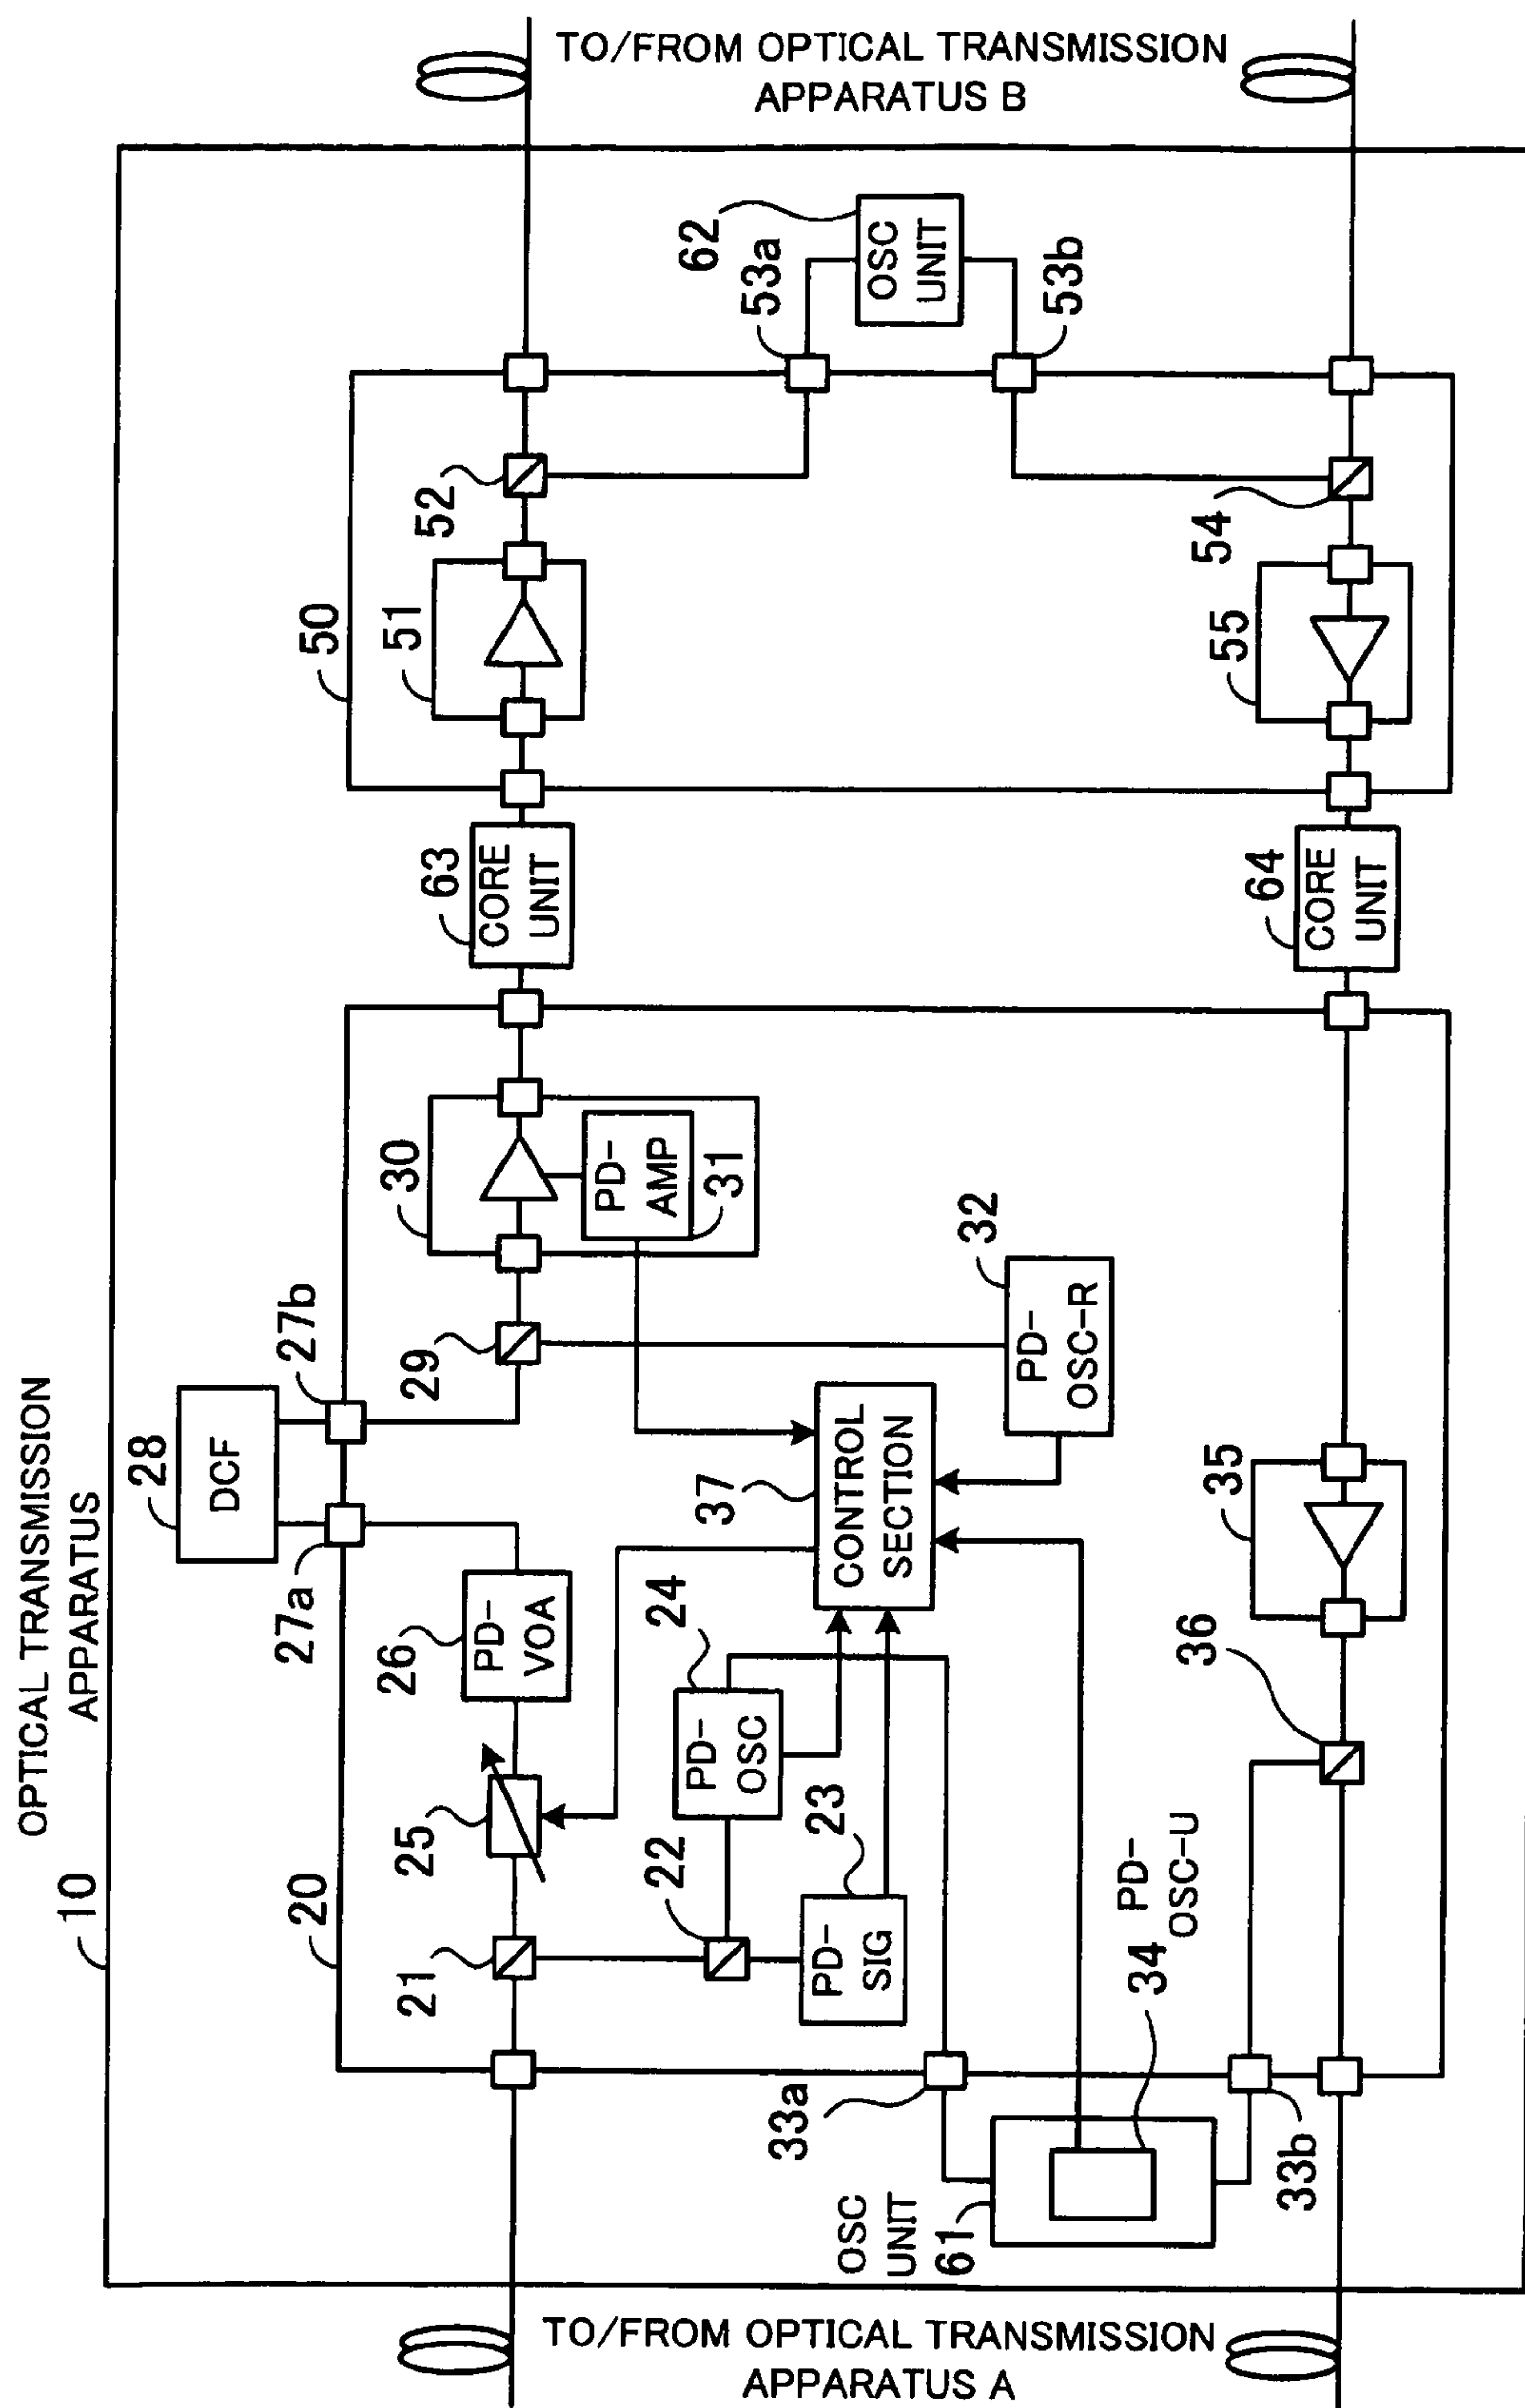 OPTICAL TRANSMISSION
APPARATUS
10
TO/FROM OPTICAL TRANSMISSION
APPARATUS A
TO/FROM OPTICAL TRANSMISSION
APPARATUS B
20
21
22
PD-
SIG
23
PD-
OSC
24
25
PD-
VOA
26
27a
27b
DCF
28
29
30
PD-
AMP
31
PD-
OSC-R
32
CONTROL
SECTION
37
33a
33b
PD-
OSC-U
34
OSC
UNIT
61
35
36
CORE
UNIT
63
CORE
UNIT
64
50
51
52
53a
53b
54
55
OSC
UNIT
62